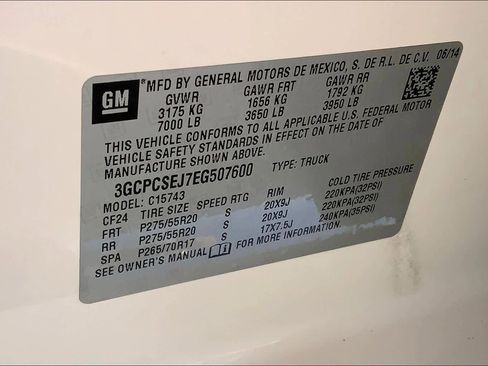 GM
MFD BY GENERAL MOTORS DE MEXICO, S. DE R.L. DE C.V. 06/14
GVWR GAWR FRT GAWR RR
3175 KG 1656 KG 1792 KG
7000 LB 3650 LB 3950 LB
THIS VEHICLE CONFORMS TO ALL APPLICABLE U.S. FEDERAL MOTOR
VEHICLE SAFETY STANDARDS IN EFFECT ON THE DATE OF
MANUFACTURE SHOWN ABOVE.
3GCPCSEJ7EG507600 TYPE: TRUCK
MODEL: C15743
CF24 TIRE SIZE SPEED RTG RIM COLD TIRE PRESSURE
FRT P275/55R20 S 20X9J 220KPA(32PSI)
RR P275/55R20 S 20X9J 220KPA(32PSI)
SPA P265/70R17 S 17X7.5J 240KPA(35PSI)
SEE OWNER'S MANUAL FOR MORE INFORMATION.